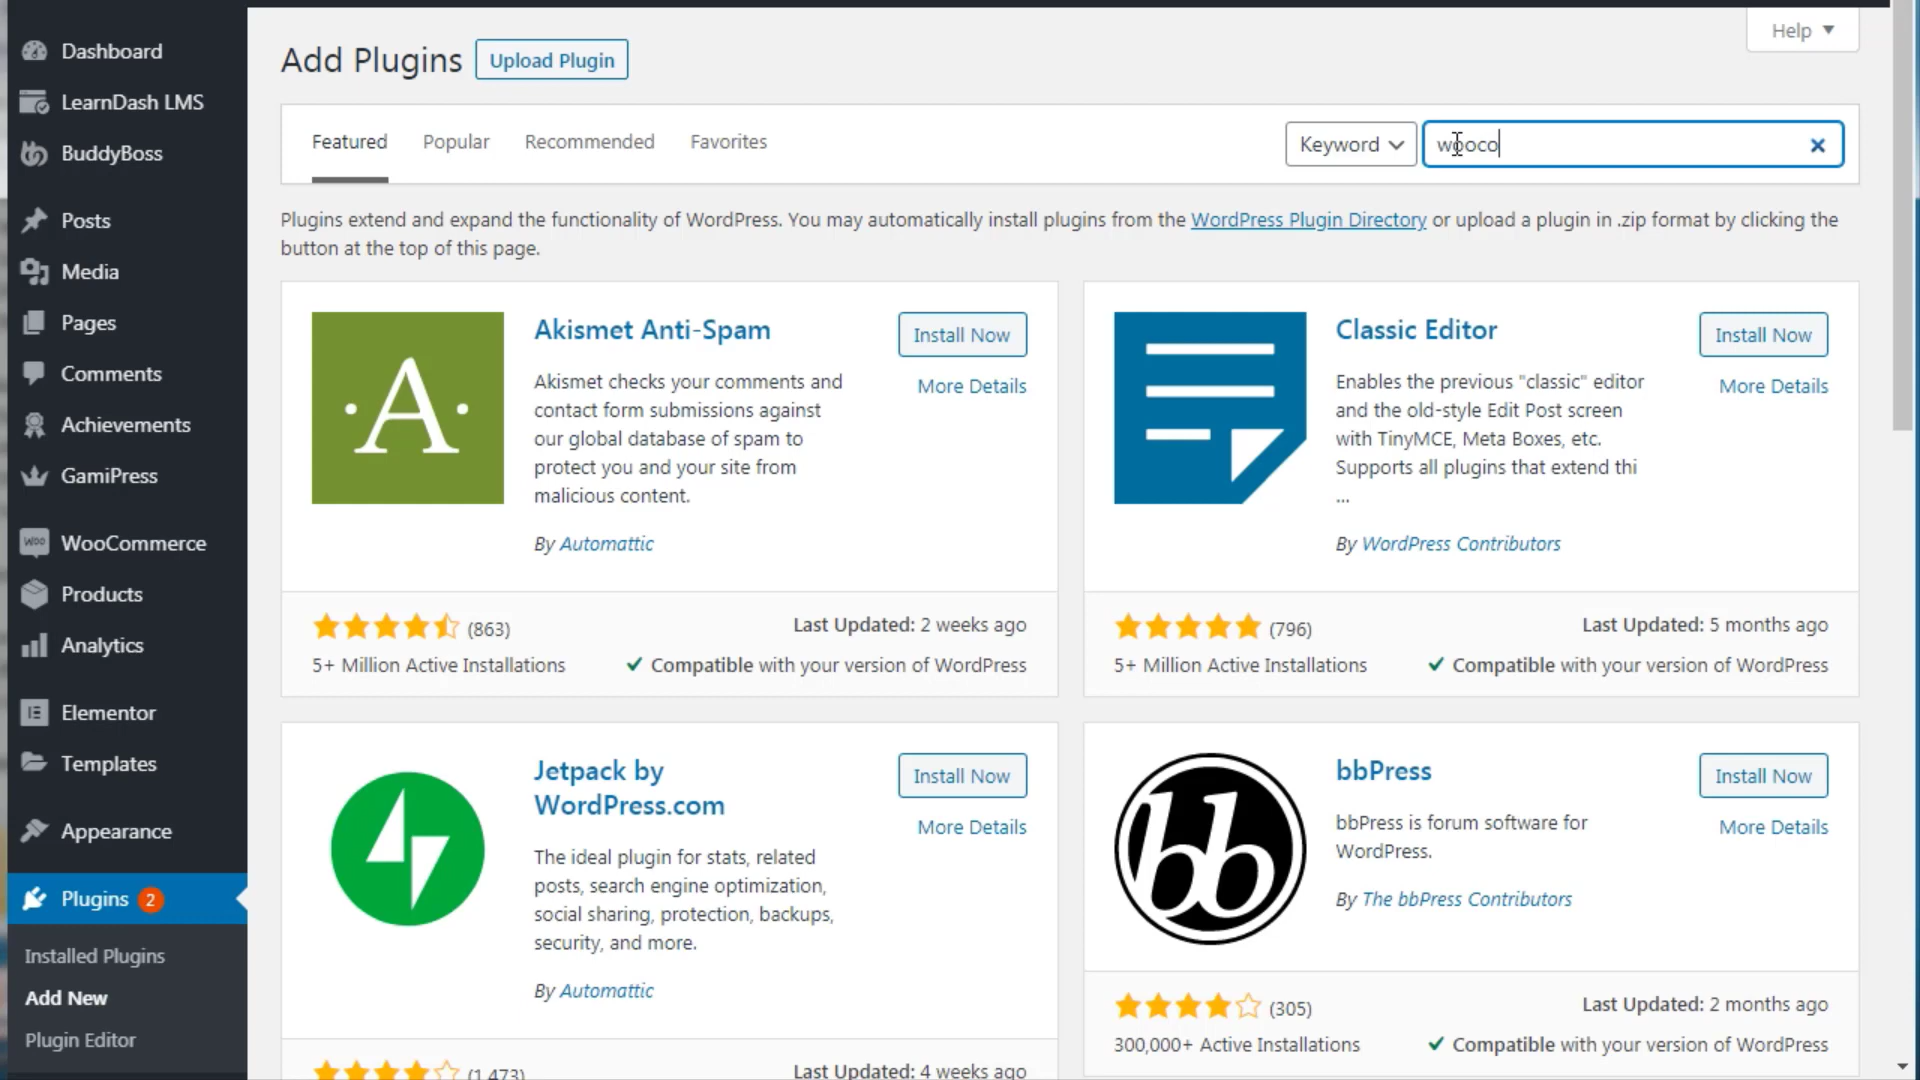 Dashboard
LearnDash LMS
BuddyBoss
Posts
Media
Pages
Comments
Achievements
GamiPress
WOO WooCommerce
Products
Analytics
Elementor
Templates
Appearance
Plugins 2
Installed Plugins
Add New
Plugin Editor
Help
Add Plugins Upload Plugin
Featured Popular Recommended Favorites Keyword wooco
Plugins extend and expand the functionality of WordPress. You may automatically install plugins from the WordPress Plugin Directory or upload a plugin in .zip format by clicking the
button at the top of this page.
A
Akismet Anti-Spam
Install Now
More Details
Akismet checks your comments and
contact form submissions against
our global database of spam to
protect you and your site from
malicious content.
By Automattic
(863)
Last Updated: 2 weeks ago
5+ Million Active Installations
Compatible with your version of WordPress
Classic Editor
Install Now
More Details
Enables the previous "classic" editor
and the old-style Edit Post screen
with TinyMCE, Meta Boxes, etc.
Supports all plugins that extend thi
...
By WordPress Contributors
(796)
Last Updated: 5 months ago
5+ Million Active Installations
Compatible with your version of WordPress
Jetpack by
WordPress.com
Install Now
More Details
The ideal plugin for stats, related
posts, search engine optimization,
social sharing, protection, backups,
security, and more.
By Automattic
(1,473)
Last Updated: 4 weeks ago
bb
bbPress
Install Now
More Details
bbPress is forum software for
WordPress.
By The bbPress Contributors
(305)
Last Updated: 2 months ago
300,000+ Active Installations
Compatible with your version of WordPress